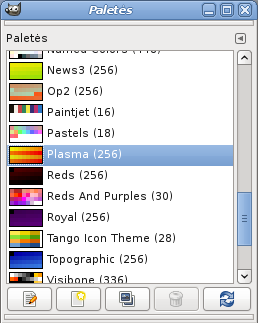 Paletės
Paletės
Named Colors (448)
News3 (256)
Op2 (256)
Paintjet (16)
Pastels (18)
Plasma (256)
Reds (256)
Reds And Purples (30)
Royal (256)
Tango Icon Theme (28)
Topographic (256)
Visibone (336)